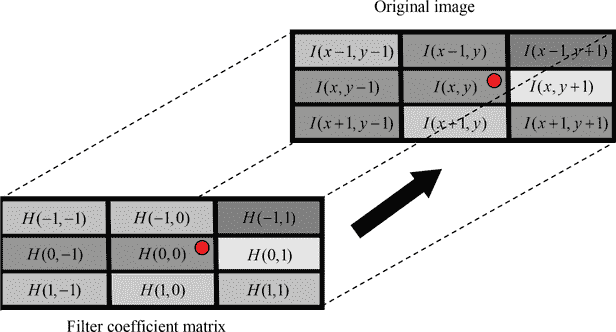 Original image
I(x−1, y−1) I(x−1, y) I(x−1, y+1)
I(x, y−1) I(x, y) I(x, y+1)
I(x+1, y−1) I(x+1, y) I(x+1, y+1)
H(−1,−1) H(−1,0) H(−1,1)
H(0,−1) H(0,0) H(0,1)
H(1,−1) H(1,0) H(1,1)
Filter coefficient matrix